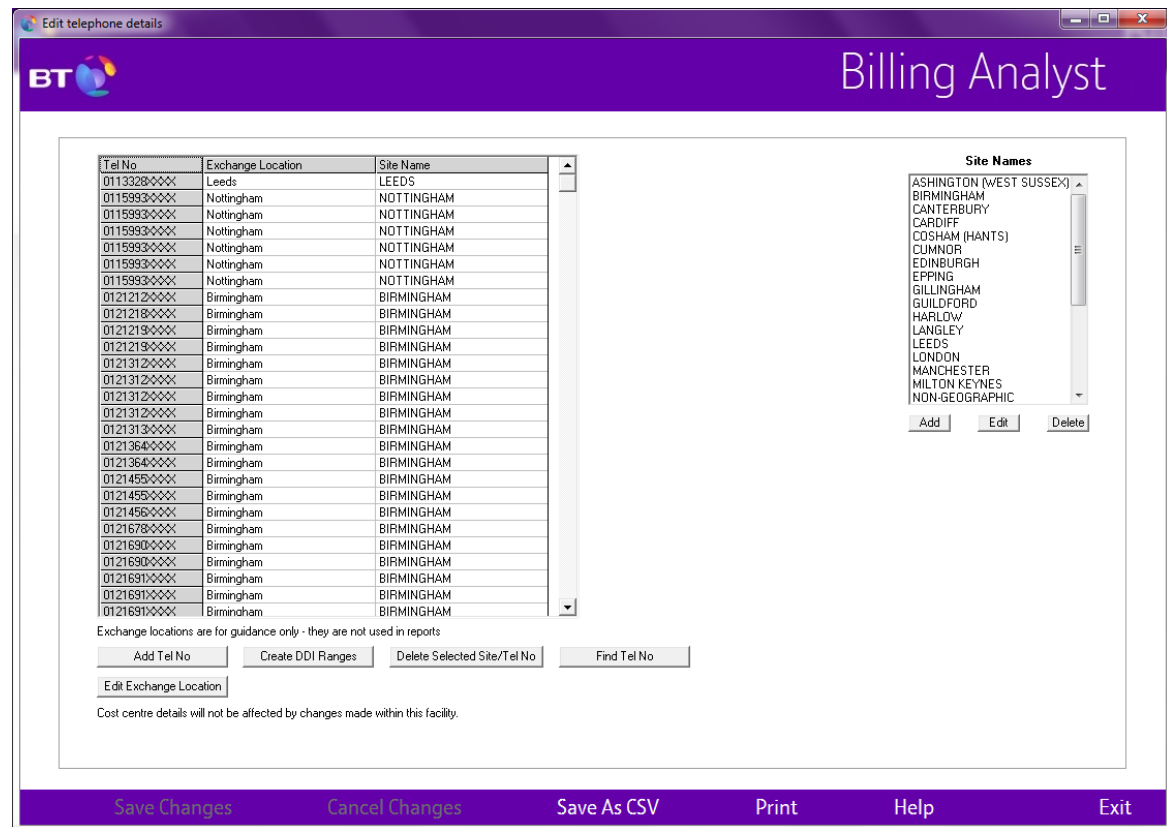 Edit telephone details
BT
Billing Analyst
Tel No Exchange Location Site Name
0113328XXXX Leeds LEEDS
0115993XXXX Nottingham NOTTINGHAM
0115993XXXX Nottingham NOTTINGHAM
0115993XXXX Nottingham NOTTINGHAM
0115993XXXX Nottingham NOTTINGHAM
0115993XXXX Nottingham NOTTINGHAM
0115993XXXX Nottingham NOTTINGHAM
0121212XXXX Birmingham BIRMINGHAM
0121218XXXX Birmingham BIRMINGHAM
0121219XXXX Birmingham BIRMINGHAM
0121219XXXX Birmingham BIRMINGHAM
0121312XXXX Birmingham BIRMINGHAM
0121312XXXX Birmingham BIRMINGHAM
0121312XXXX Birmingham BIRMINGHAM
0121312XXXX Birmingham BIRMINGHAM
0121313XXXX Birmingham BIRMINGHAM
0121364XXXX Birmingham BIRMINGHAM
0121364XXXX Birmingham BIRMINGHAM
0121455XXXX Birmingham BIRMINGHAM
0121455XXXX Birmingham BIRMINGHAM
0121456XXXX Birmingham BIRMINGHAM
0121678XXXX Birmingham BIRMINGHAM
0121690XXXX Birmingham BIRMINGHAM
0121690XXXX Birmingham BIRMINGHAM
0121691XXXX Birmingham BIRMINGHAM
0121691XXXX Birmingham BIRMINGHAM
0121691XXXX Birmingham BIRMINGHAM
Exchange locations are for guidance only - they are not used in reports
Add Tel No Create DDI Ranges Delete Selected Site/Tel No Find Tel No
Edit Exchange Location
Cost centre details will not be affected by changes made within this facility.
Site Names
ASHINGTON (WEST SUSSEX)
BIRMINGHAM
CANTERBURY
CARDIFF
COSHAM (HANTS)
CUMNOR
EDINBURGH
EPPING
GILLINGHAM
GUILDFORD
HARLOW
LANGLEY
LEEDS
LONDON
MANCHESTER
MILTON KEYNES
NON-GEOGRAPHIC
Add Edit Delete
Save Changes Cancel Changes Save As CSV Print Help Exit